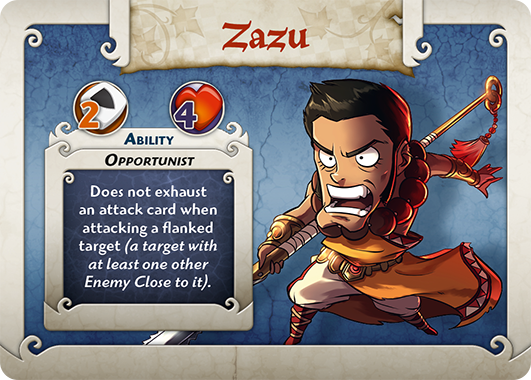 Zazu
2 4
Ability
Opportunist
Does not exhaust
an attack card when
attacking a flanked
target (a target with
at least one other
Enemy Close to it).